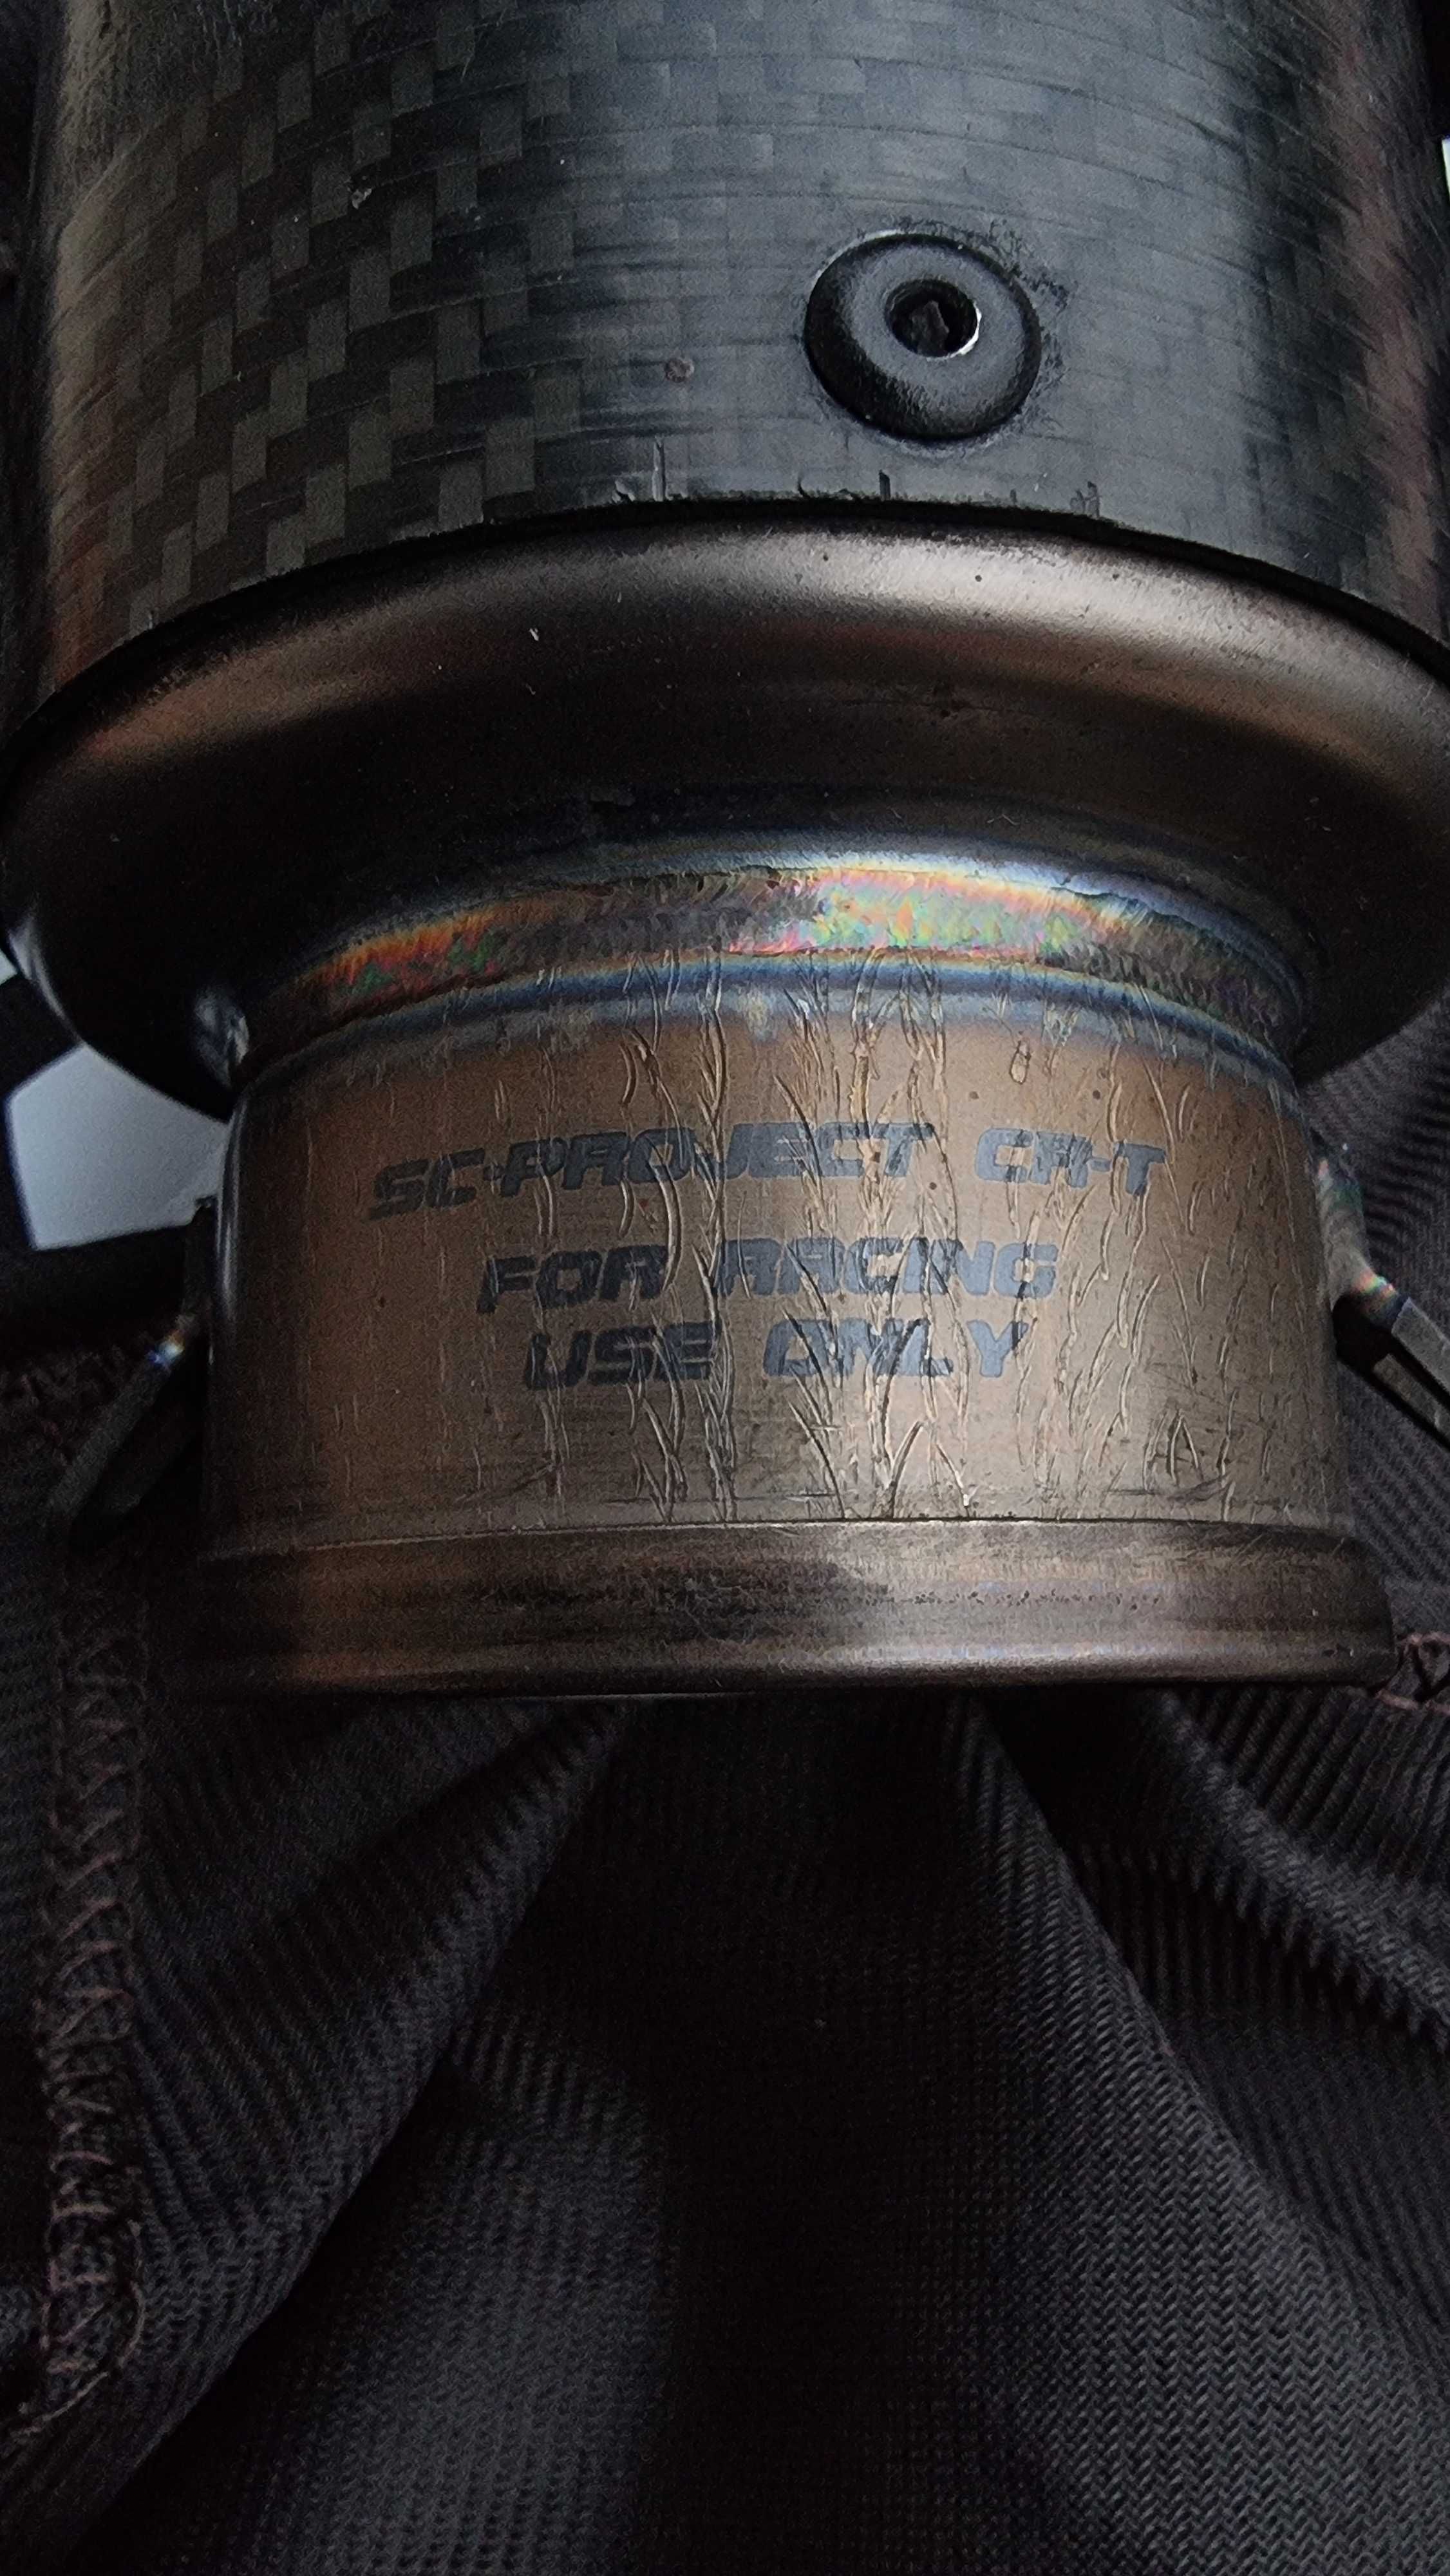 SC-PROJECT CR-T
FOR RACING
USE ONLY